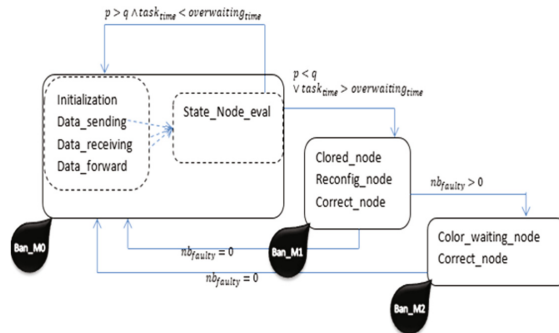 p > q ∧ task_time < overwaiting_time
Initialization
Data_sending
Data_receiving
Data_forward
State_Node_eval
p < q
∨ task_time > overwaiting_time
Clored_node
Reconfig_node
Correct_node
nb_faulty > 0
Color_waiting_node
Correct_node
Ban_M0
nb_faulty = 0
Ban_M1
nb_faulty = 0
Ban_M2